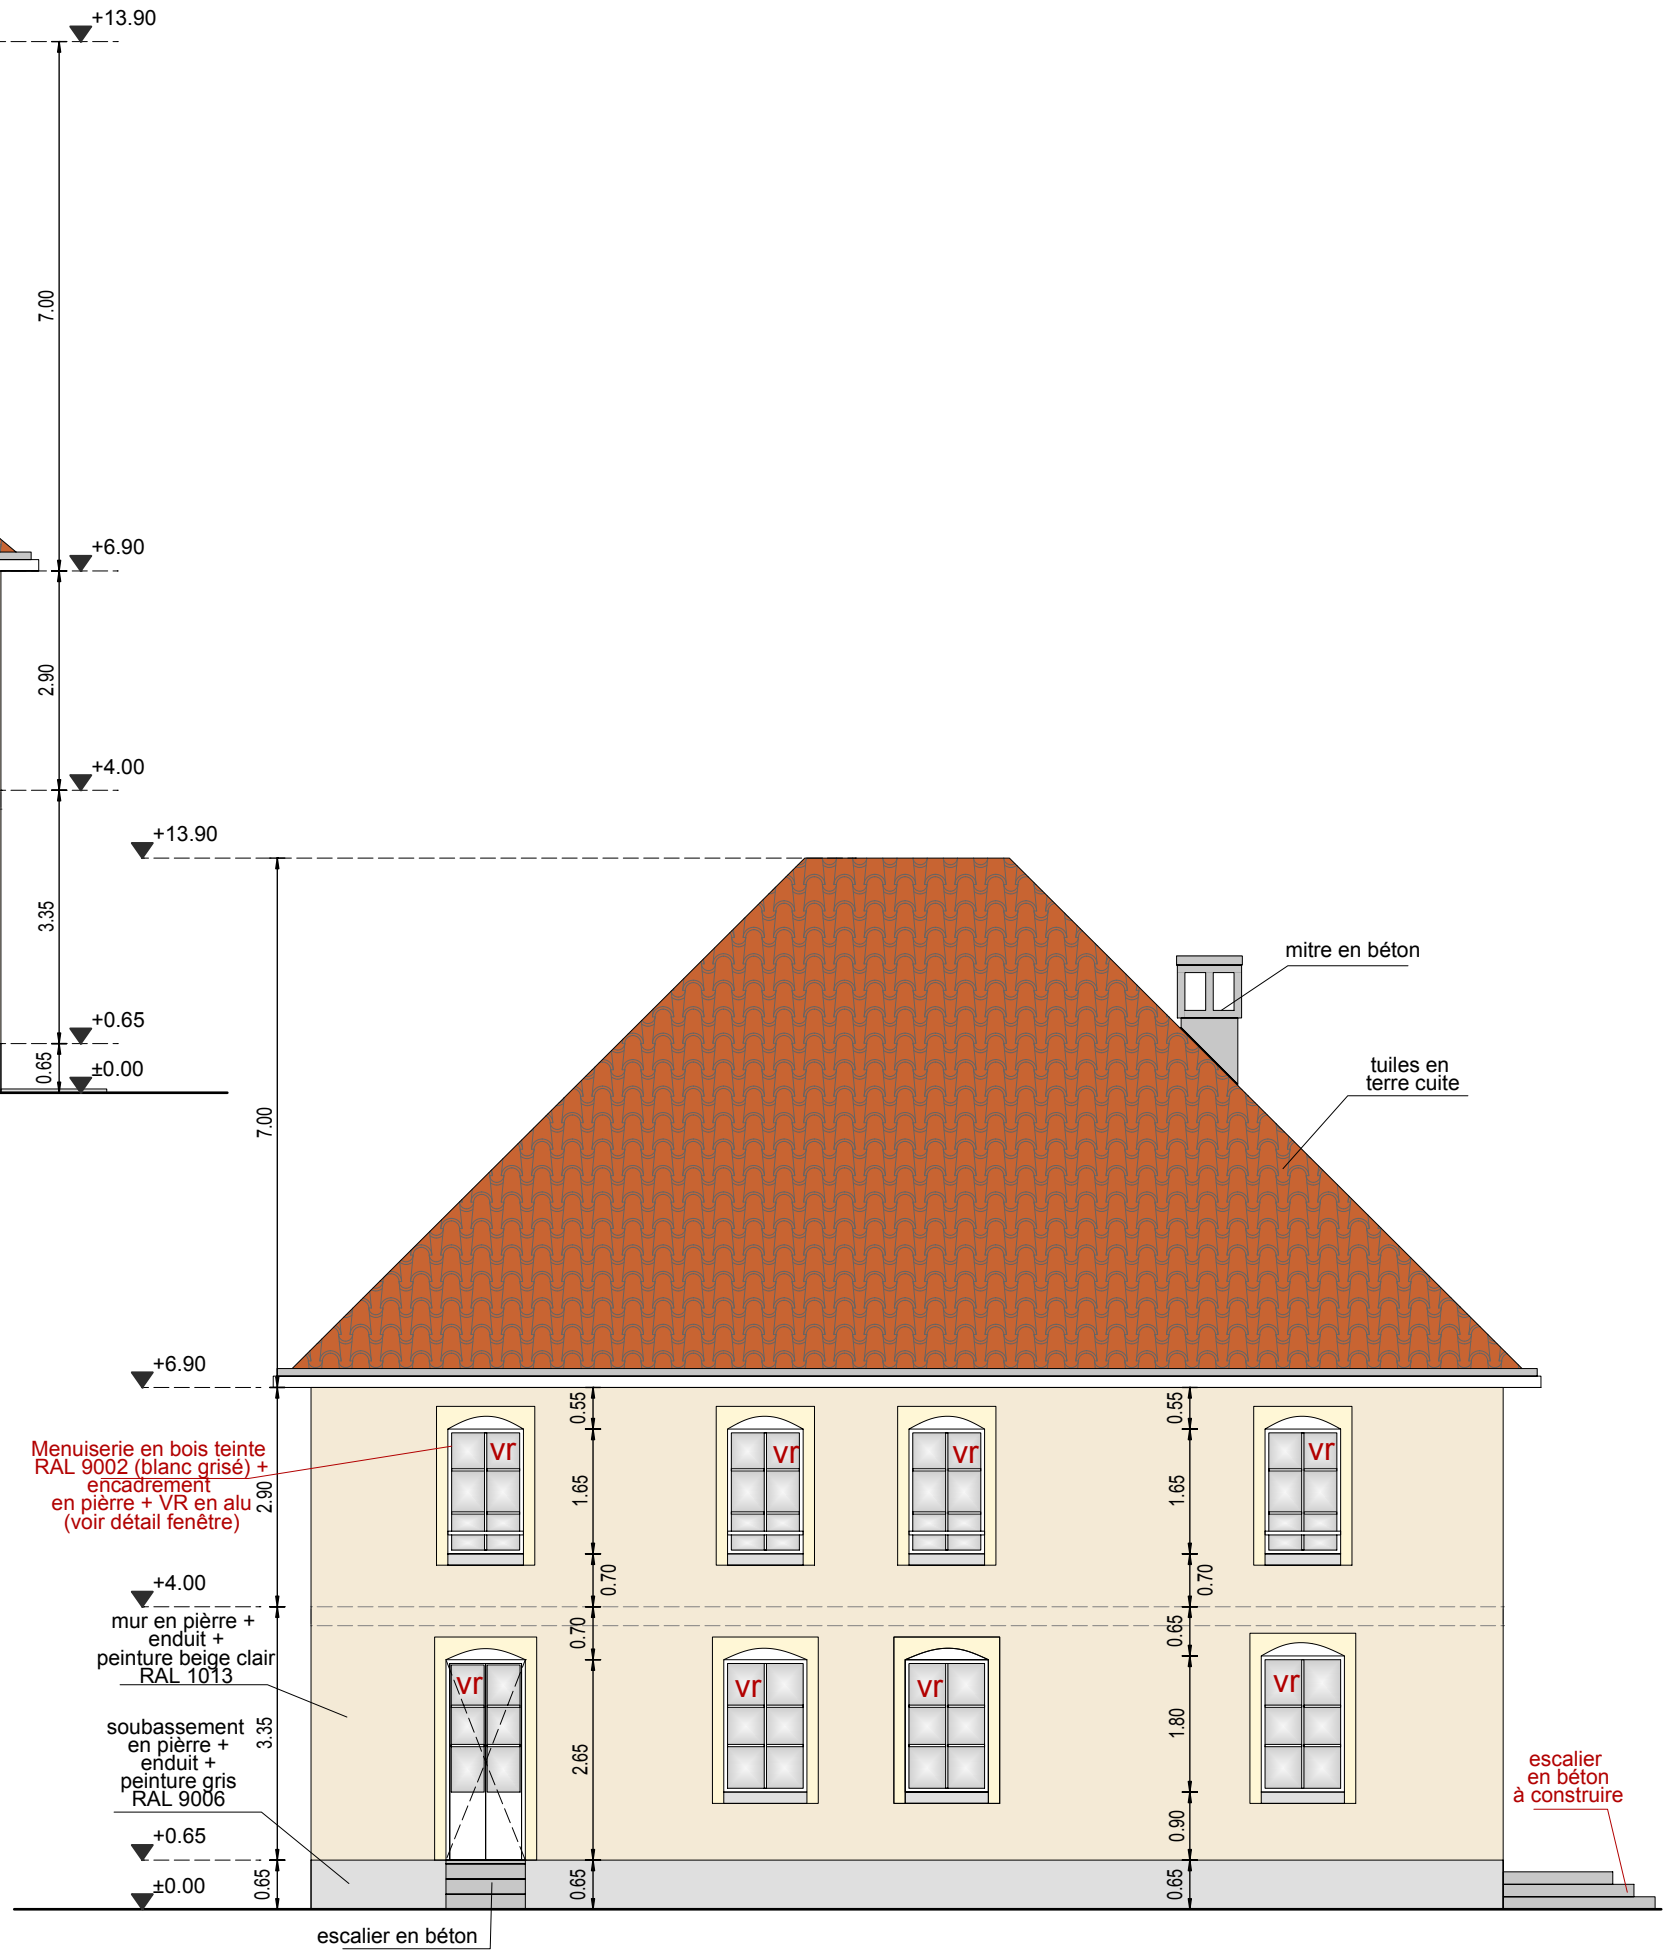 +13.90
7.00
+6.90
2.90
+4.00
3.35
+0.65
0.65
±0.00
+13.90
7.00
mitre en béton
tuiles en
terre cuite
+6.90
0.55
0.55
Menuiserie en bois teinte
RAL 9002 (blanc grisé) +
encadrement
en pièrre + VR en alu
(voir détail fenêtre)
2.90
vr
vr
vr
vr
1.65
1.65
0.70
0.70
+4.00
mur en pièrre +
enduit +
peinture beige clair
RAL 1013
0.70
0.65
vr
vr
vr
vr
soubassement
en pièrre +
enduit +
peinture gris
RAL 9006
3.35
2.65
1.80
0.90
escalier
en béton
à construire
+0.65
0.65
0.65
0.65
±0.00
escalier en béton